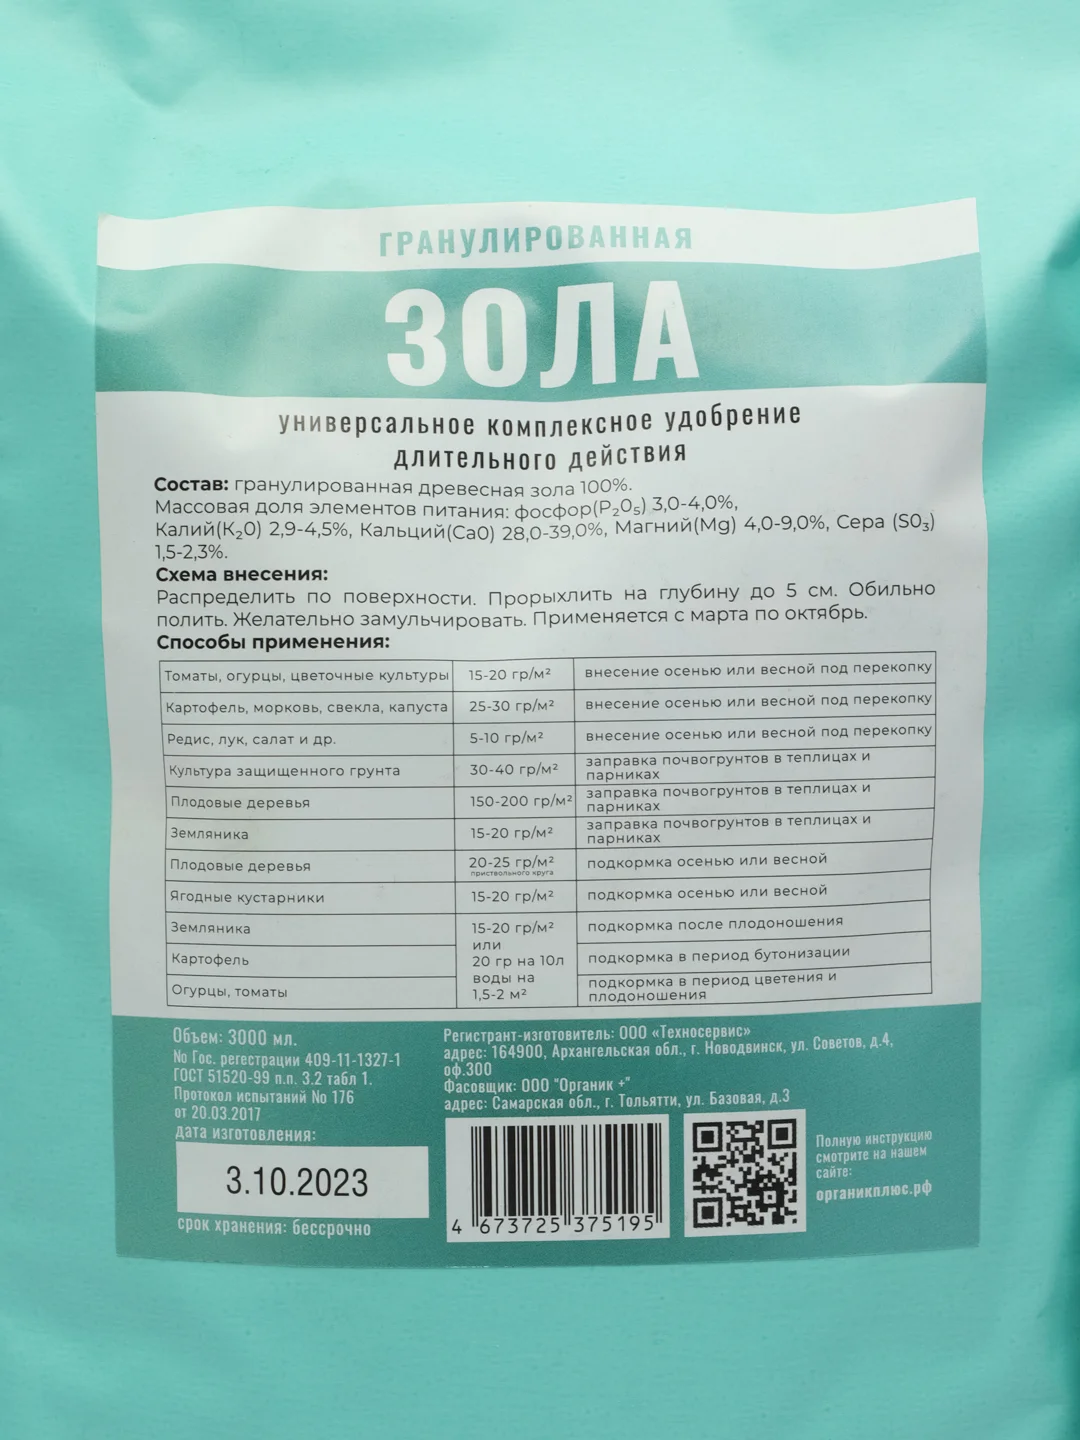 ГРАНУЛИРОВАННАЯ
ЗОЛА
универсальное комплексное удобрение
длительного действия
Состав: гранулированная древесная зола 100%.
Массовая доля элементов питания: фосфор(P₂O₅) 3,0-4,0%,
Калий(K₂O) 2,9-4,5%, Кальций(CaO) 28,0-39,0%, Магний(Mg) 4,0-9,0%, Сера (SO₃)
1,5-2,3%.
Схема внесения:
Распределить по поверхности. Прорыхлить на глубину до 5 см. Обильно
полить. Желательно замульчировать. Применяется с марта по октябрь.
Способы применения:
Томаты, огурцы, цветочные культуры 15-20 гр/м² внесение осенью или весной под перекопку
Картофель, морковь, свекла, капуста 25-30 гр/м² внесение осенью или весной под перекопку
Редис, лук, салат и др. 5-10 гр/м² внесение осенью или весной под перекопку
Культура защищенного грунта 30-40 гр/м² заправка почвогрунтов в теплицах и
парниках
Плодовые деревья 150-200 гр/м² заправка почвогрунтов в теплицах и
парниках
Земляника 15-20 гр/м² заправка почвогрунтов в теплицах и
парниках
Плодовые деревья 20-25 гр/м² подкормка осенью или весной
приствольного круга
Ягодные кустарники 15-20 гр/м² подкормка осенью или весной
Земляника 15-20 гр/м² подкормка после плодоношения
или
Картофель 20 гр на 10л подкормка в период бутонизации
воды на
Огурцы, томаты 1,5-2 м² подкормка в период цветения и
плодоношения
Объем: 3000 мл.
No Гос. регестрации 409-11-1327-1
ГОСТ 51520-99 п.п. 3.2 табл 1.
Протокол испытаний No 176
от 20.03.2017
дата изготовления:
3.10.2023
срок хранения: бессрочно
Регистрант-изготовитель: ООО «Техносервис»
адрес: 164900, Архангельская обл., г. Новодвинск, ул. Советов, д.4,
оф.300
Фасовщик: ООО "Органик +"
адрес: Самарская обл., г. Тольятти, ул. Базовая, д.3
4 673725 375195
Полную инструкцию
смотрите на нашем
сайте:
органикплюс.рф